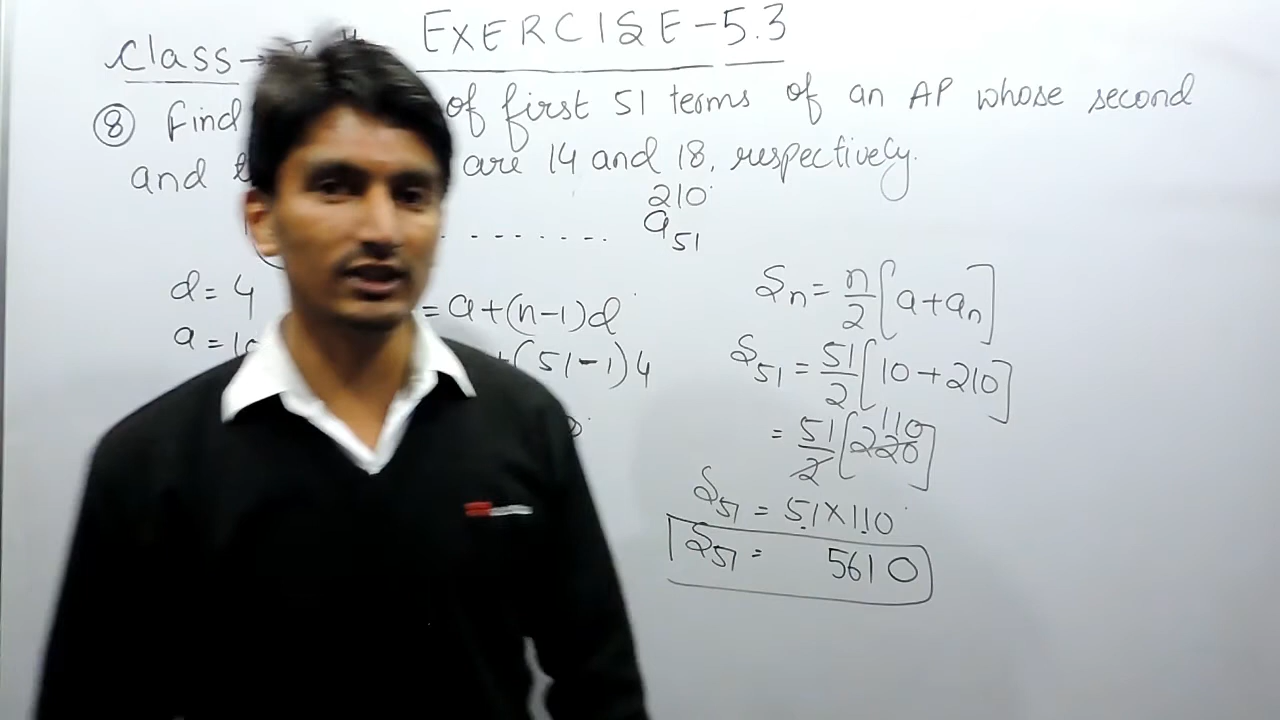 Class → EXERCISE-5.3
⑧ Find of first 51 terms of an AP whose second
and are 14 and 18, respectively.
210
.......... a₅₁
d = 4 = a+(n-1)d
a = 10 (51-1)4
Sₙ = n/2 [a+aₙ]
S₅₁ = 51/2 [10+210]
110
= 51/2 [220]
S₅₁ = 51×110
S₅₁ = 5610